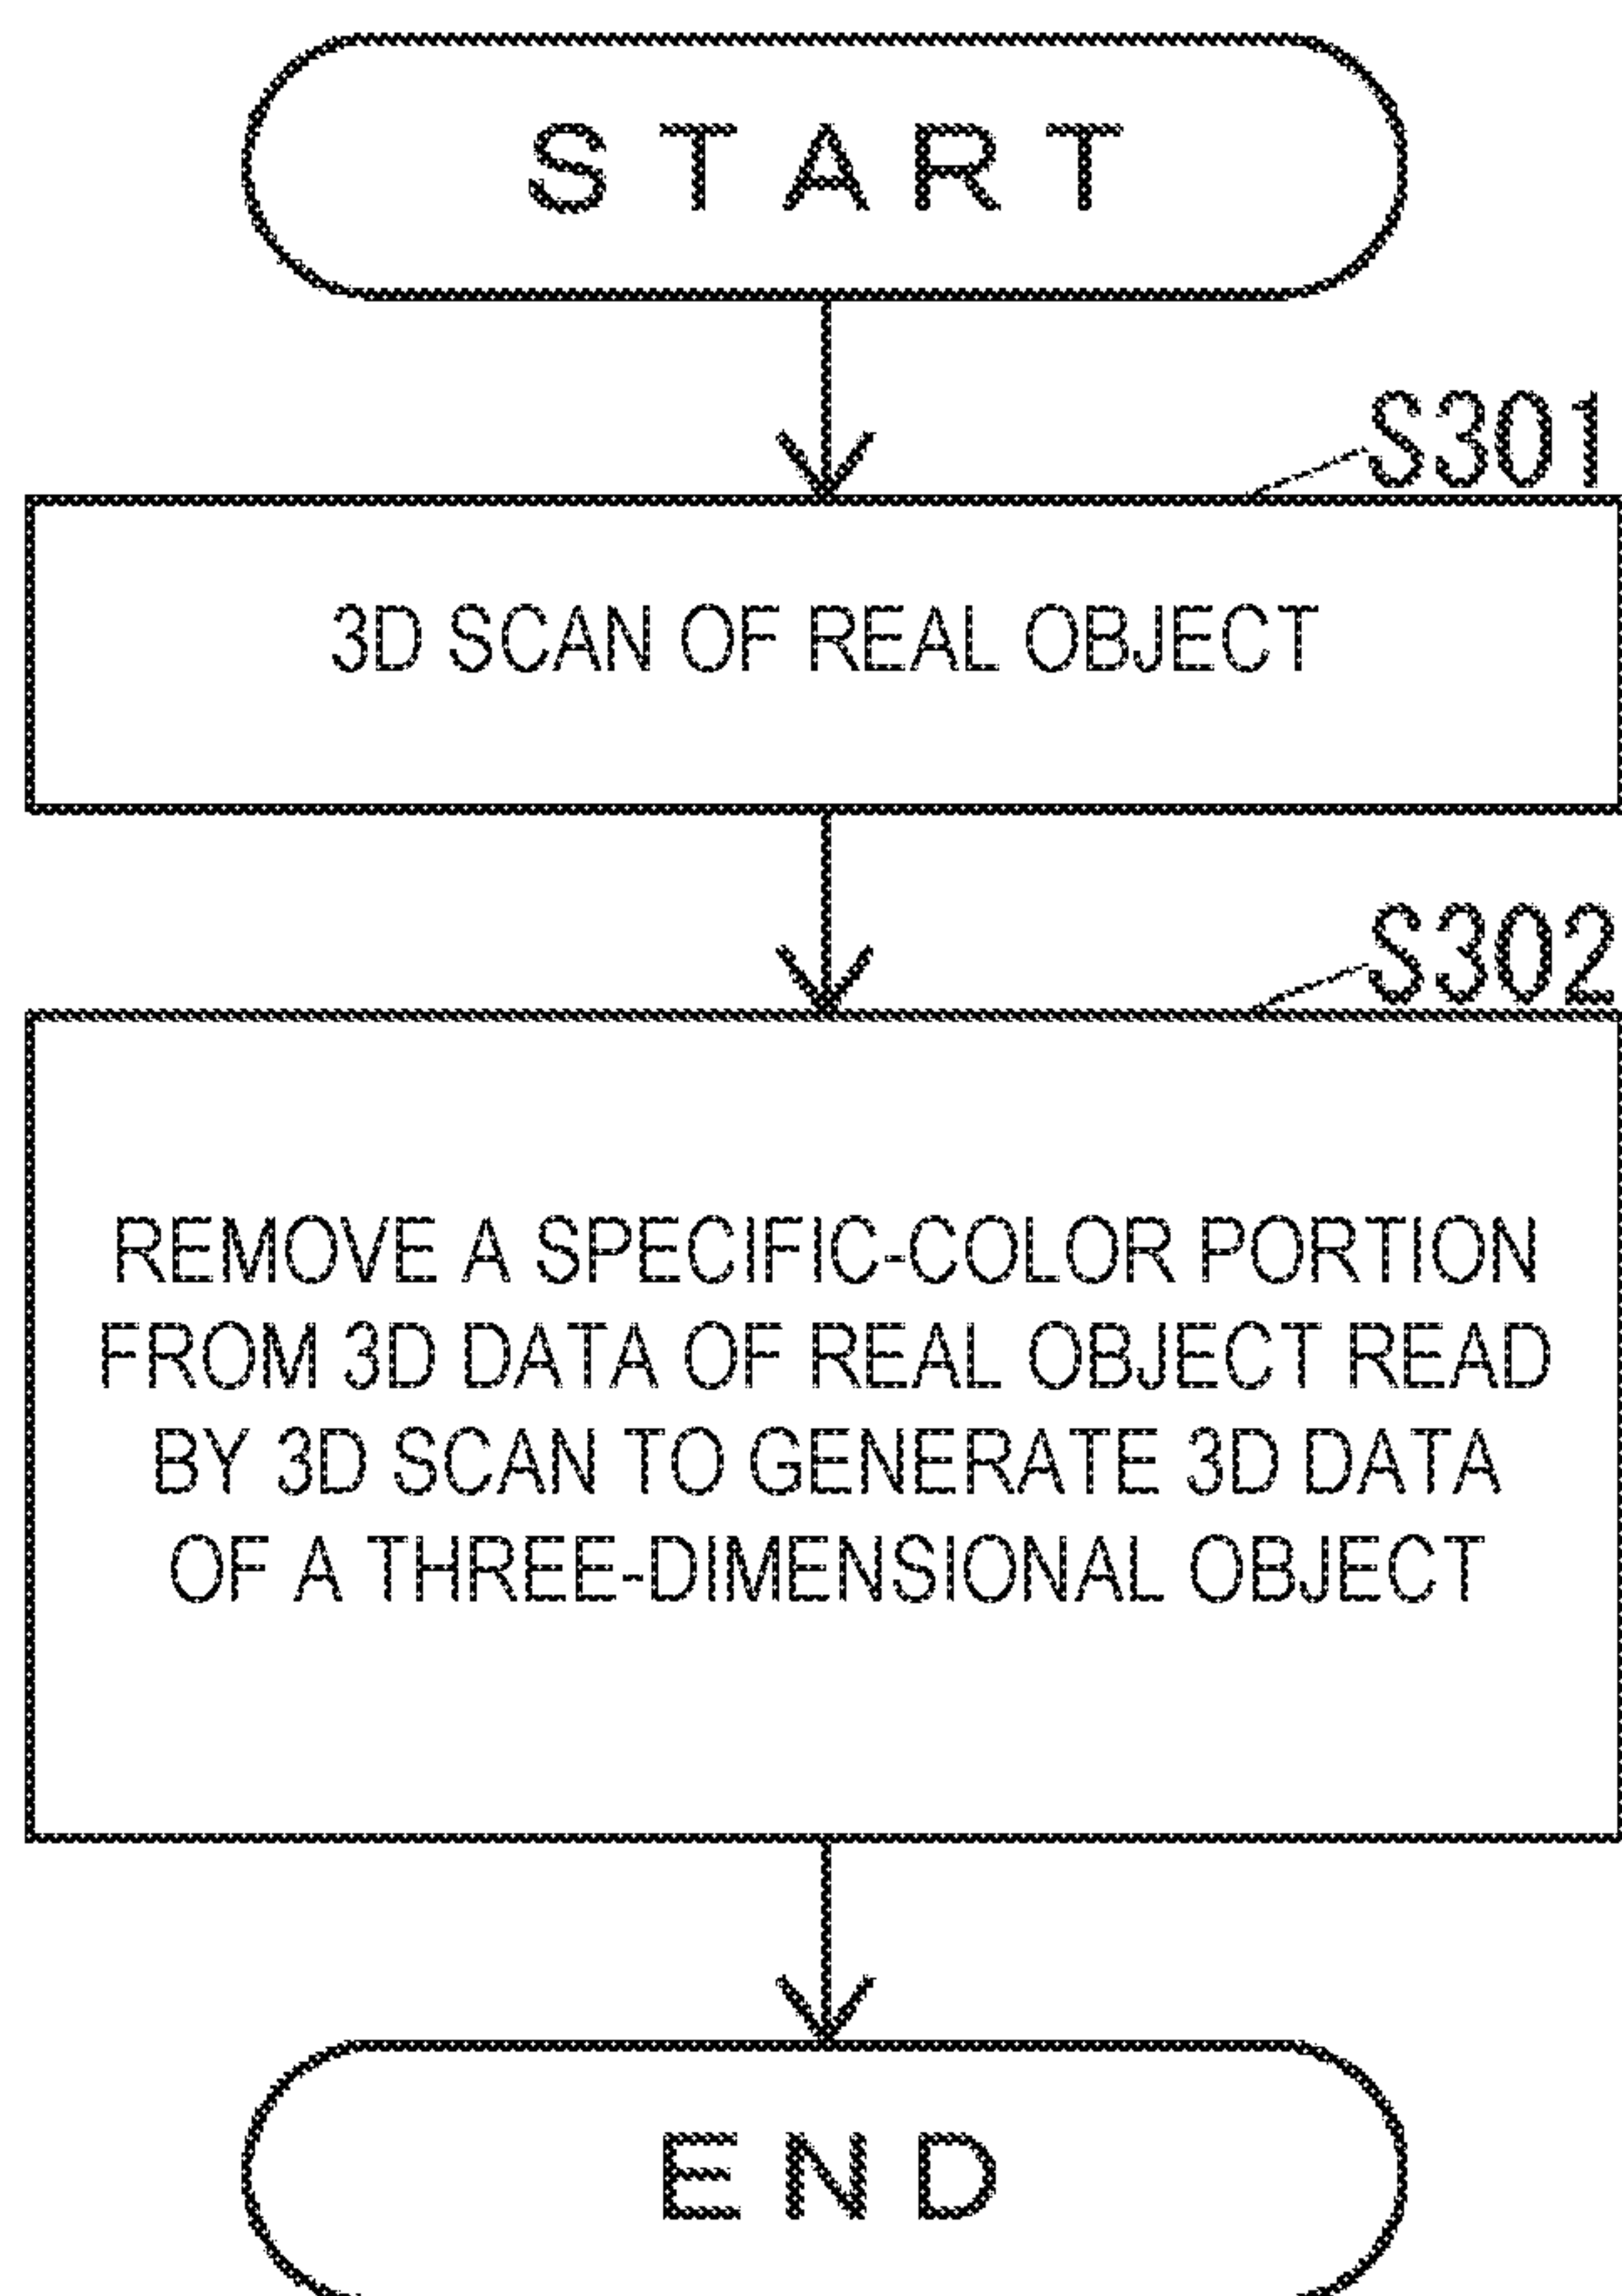 START
S301
3D SCAN OF REAL OBJECT
S302
REMOVE A SPECIFIC-COLOR PORTION
FROM 3D DATA OF REAL OBJECT READ
BY 3D SCAN TO GENERATE 3D DATA
OF A THREE-DIMENSIONAL OBJECT
END